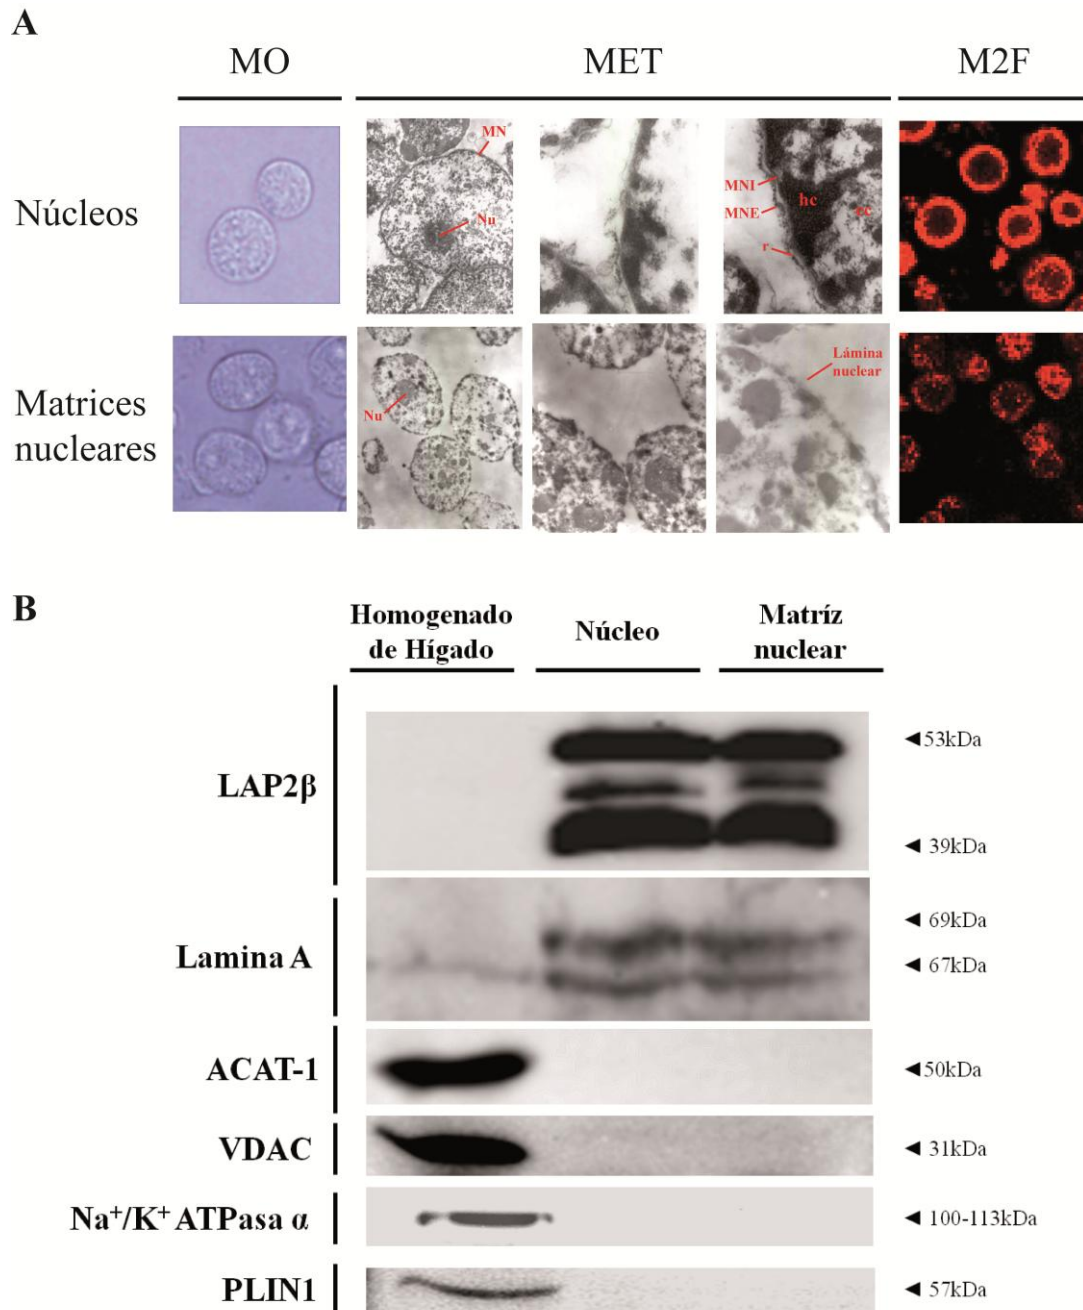 A
MO
MET
M2F
Núcleos
MN
Nu
MNI
MNE
hc
ec
r
Matrices
nucleares
Nu
Lámina
nuclear
B
Homogenado
de Hígado
Núcleo
Matríz
nuclear
LAP2β
53kDa
39kDa
Lamina A
69kDa
67kDa
ACAT-1
50kDa
VDAC
31kDa
Na⁺/K⁺ ATPasa α
100-113kDa
PLIN1
57kDa